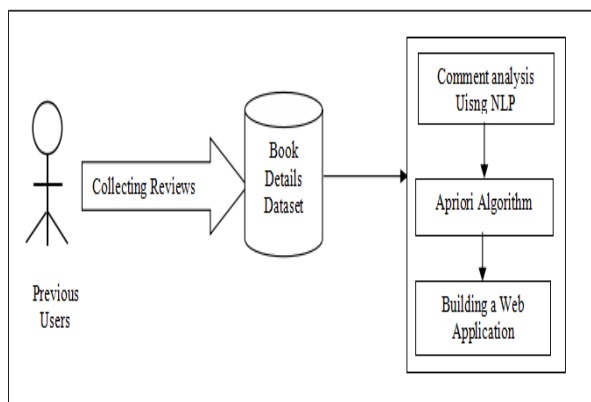 Previous
Users
Collecting Reviews
Book
Details
Dataset
Comment analysis
Uisng NLP
Apriori Algorithm
Building a Web
Application